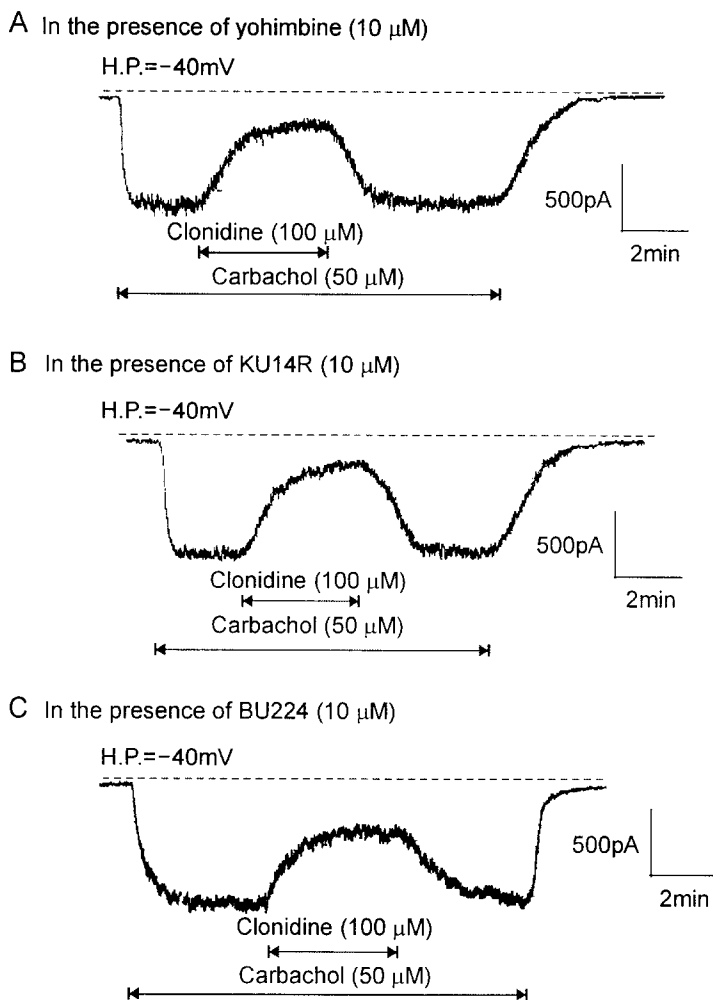 A In the presence of yohimbine (10 μM)
H.P.=−40mV
500pA
2min
Clonidine (100 μM)
Carbachol (50 μM)
B In the presence of KU14R (10 μM)
H.P.=−40mV
500pA
2min
Clonidine (100 μM)
Carbachol (50 μM)
C In the presence of BU224 (10 μM)
H.P.=−40mV
500pA
2min
Clonidine (100 μM)
Carbachol (50 μM)